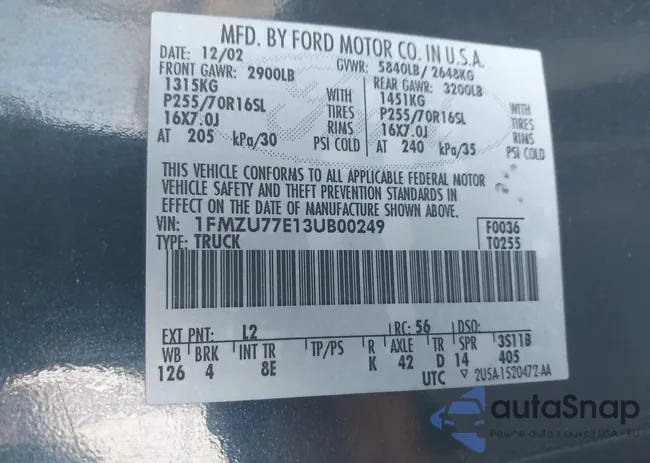 MFD. BY FORD MOTOR CO. IN U.S.A.
DATE: 12/02 GVWR: 5840LB/ 2648KG
FRONT GAWR: 2900LB REAR GAWR: 3200LB
1315KG WITH 1451KG WITH
P255/70R16SL TIRES P255/70R16SL TIRES
16X7.0J RIMS 16X7.0J RIMS
AT 205 kPa/30 PSI COLD AT 240 kPa/35 PSI COLD
THIS VEHICLE CONFORMS TO ALL APPLICABLE FEDERAL MOTOR
VEHICLE SAFETY AND THEFT PREVENTION STANDARDS IN
EFFECT ON THE DATE OF MANUFACTURE SHOWN ABOVE.
VIN: 1FMZU77E13UB00249 F0036
TYPE: TRUCK T0255
EXT PNT: L2 RC: 56 DSO:
WB BRK INT TR TP/PS R AXLE TR SPR 3S11B
126 4 8E K 42 D 14 405
UTC 2USA-1520472-AA
autaSnap
Pewne auta z aukcji USA - EU